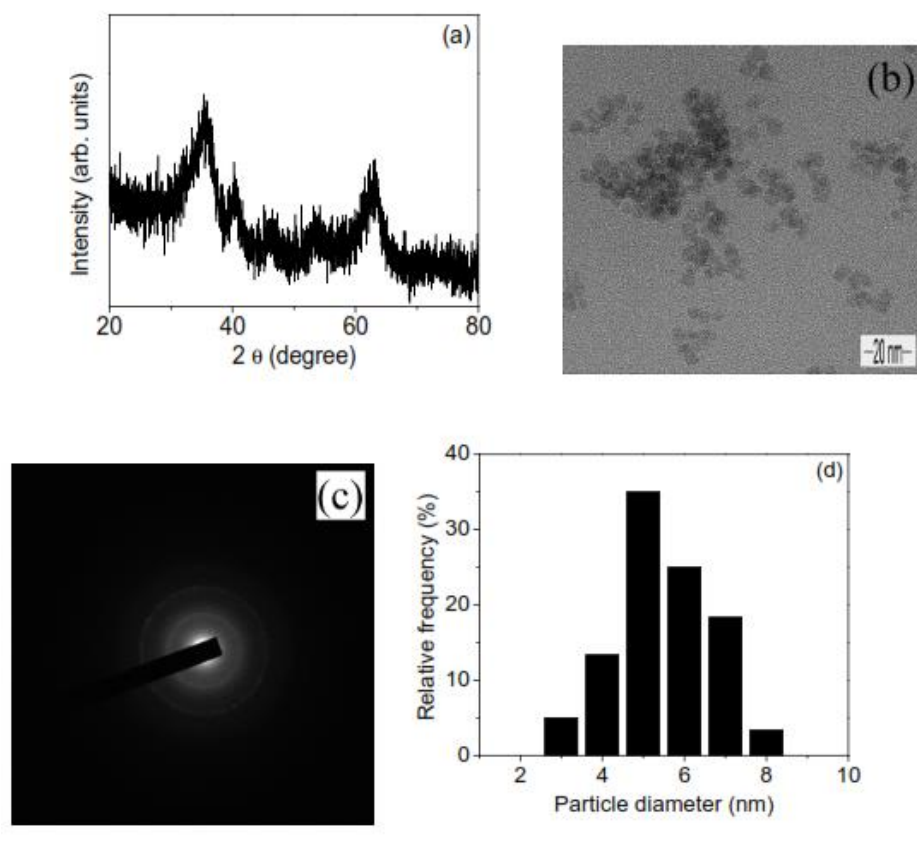 (a)
Intensity (arb. units)
20 40 60 80
2 θ (degree)
(b)
20 nm
(c)
(d)
Relative frequency (%)
40
30
20
10
0
2 4 6 8 10
Particle diameter (nm)